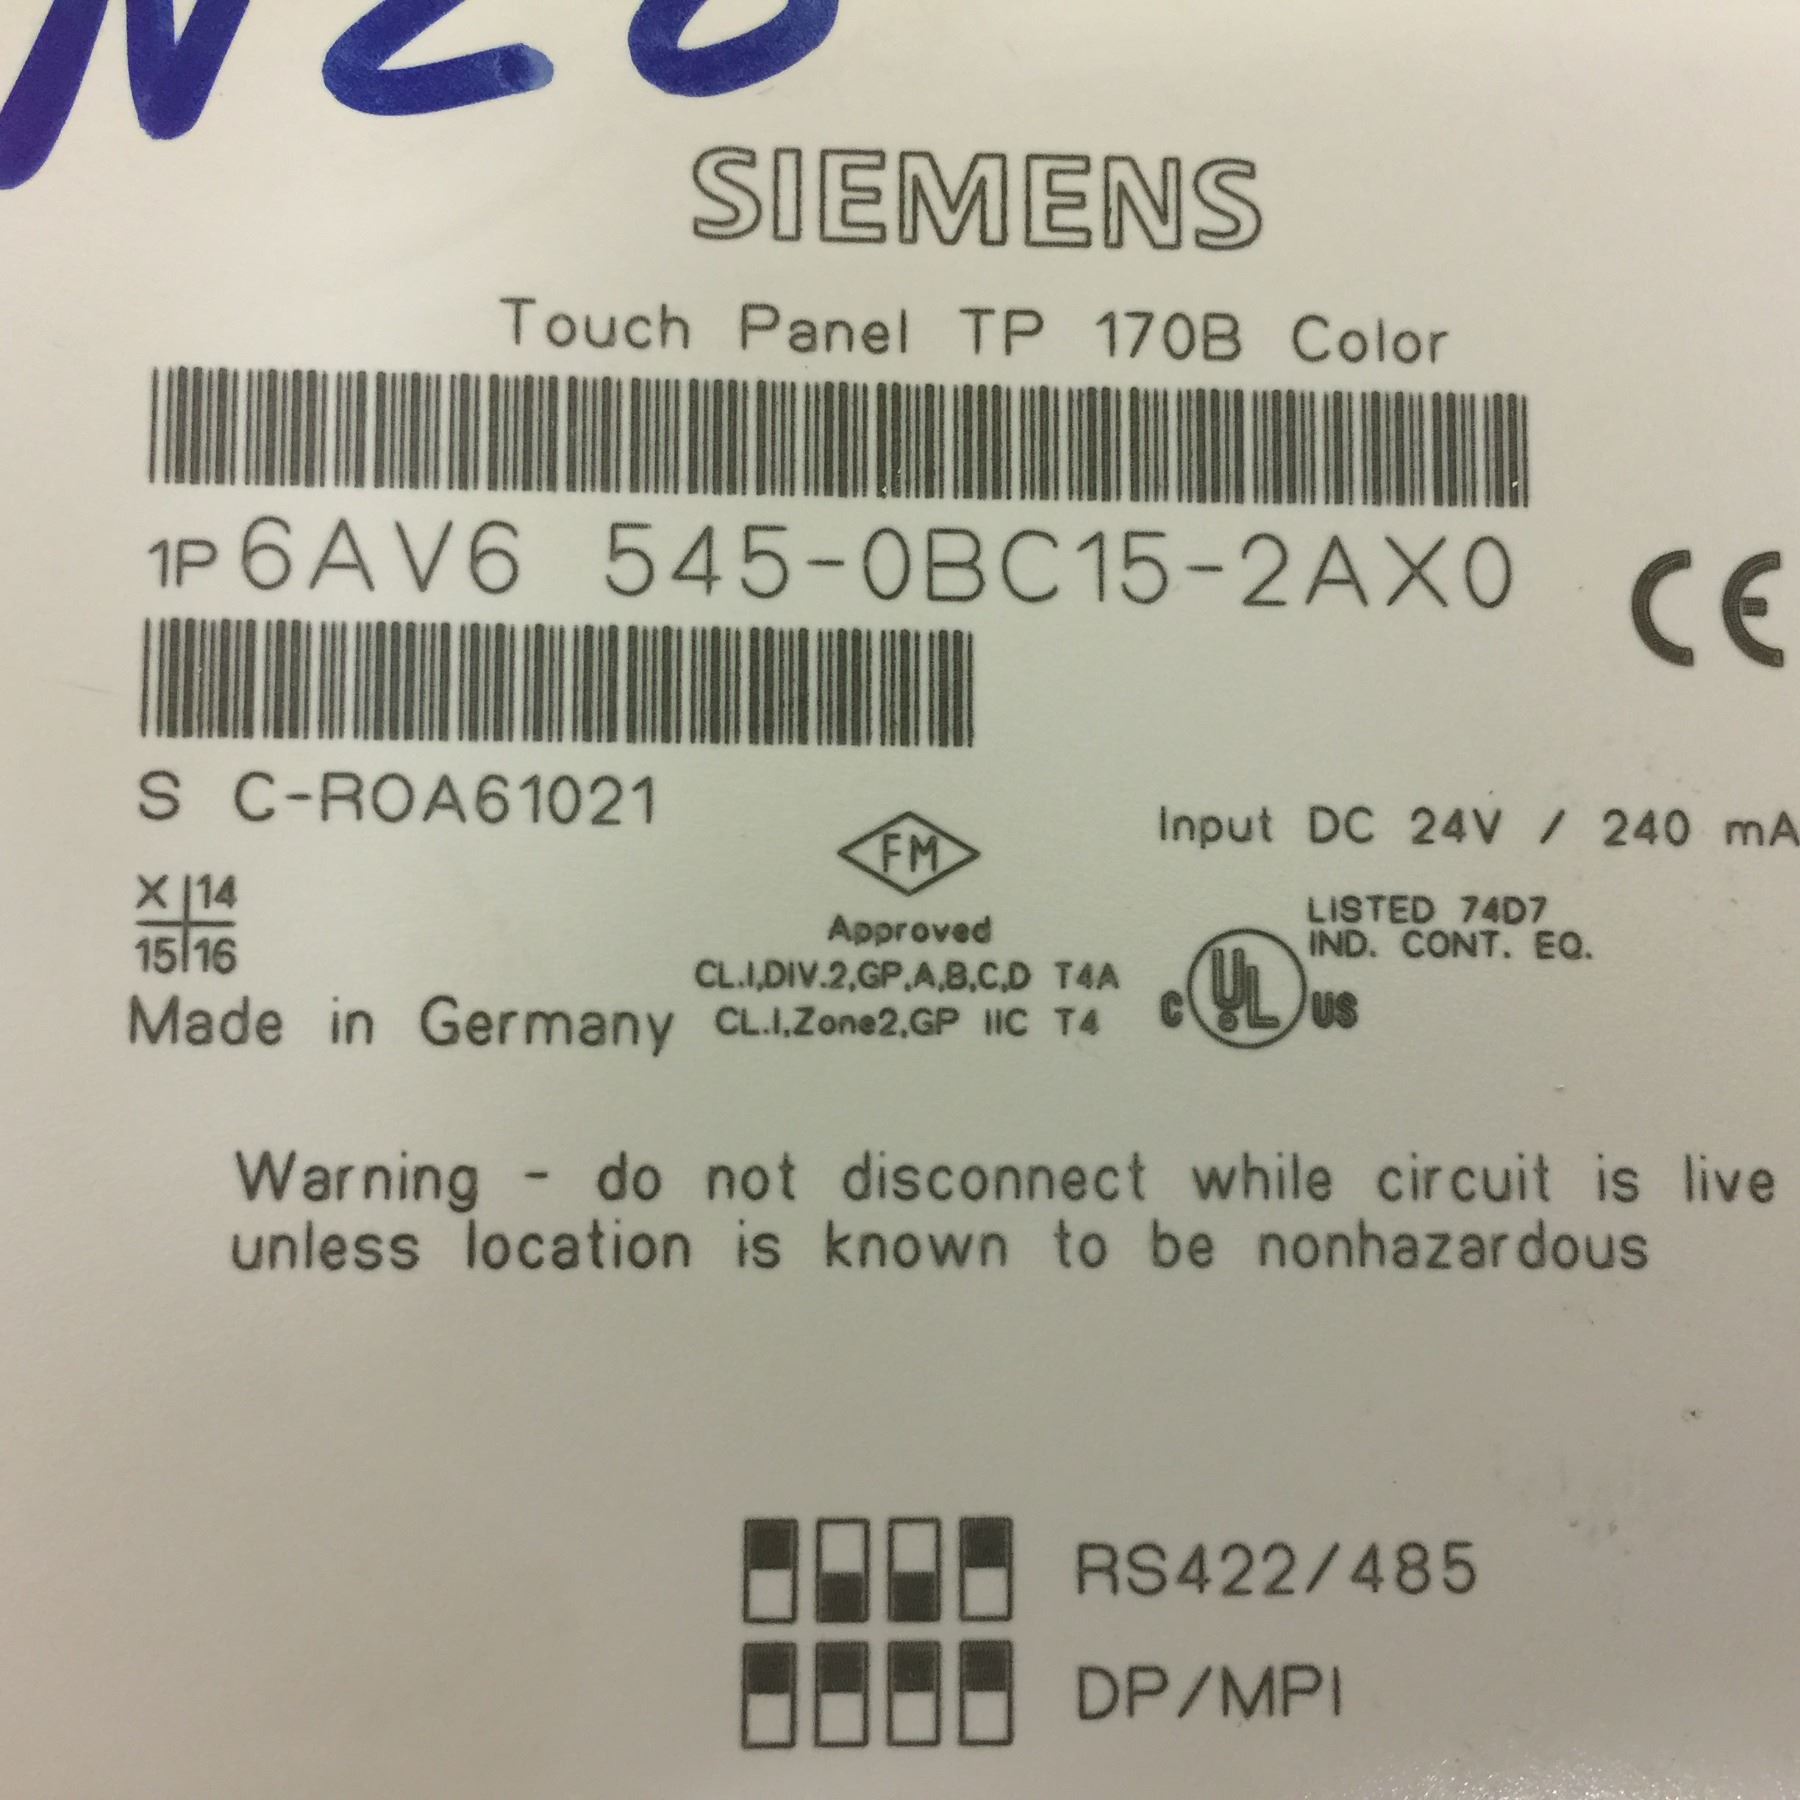 N20
SIEMENS
Touch Panel TP 170B Color
1P 6AV6 545-0BC15-2AX0
CE
S C-ROA61021
Input DC 24V / 240 mA
FM
X 14
15 16
Approved
CL.I,DIV.2,GP.A,B,C,D T4A
CL.I,Zone2,GP IIC T4
LISTED 74D7
IND. CONT. EQ.
C UL US
Made in Germany
Warning - do not disconnect while circuit is live
unless location is known to be nonhazardous
RS422/485
DP/MPI